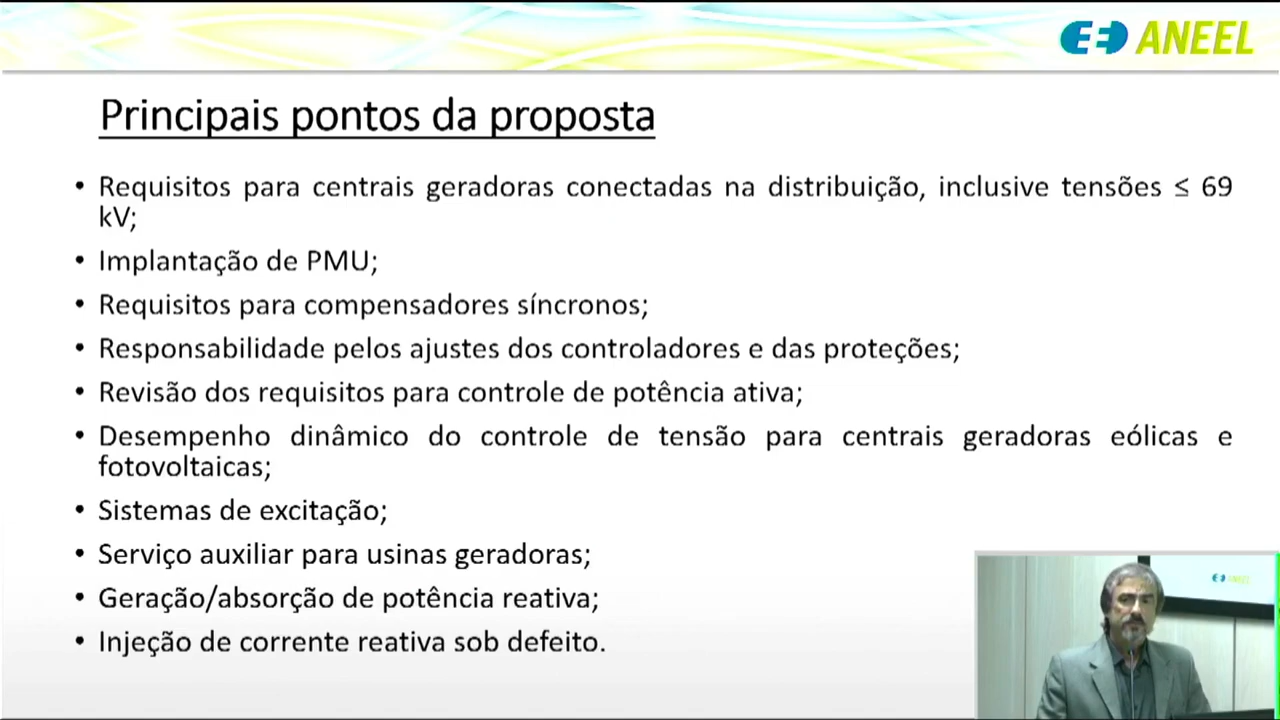 ANEEL
Principais pontos da proposta
• Requisitos para centrais geradoras conectadas na distribuição, inclusive tensões ≤ 69
kV;
• Implantação de PMU;
• Requisitos para compensadores síncronos;
• Responsabilidade pelos ajustes dos controladores e das proteções;
• Revisão dos requisitos para controle de potência ativa;
• Desempenho dinâmico do controle de tensão para centrais geradoras eólicas e
fotovoltaicas;
• Sistemas de excitação;
• Serviço auxiliar para usinas geradoras;
• Geração/absorção de potência reativa;
• Injeção de corrente reativa sob defeito.
ANEEL